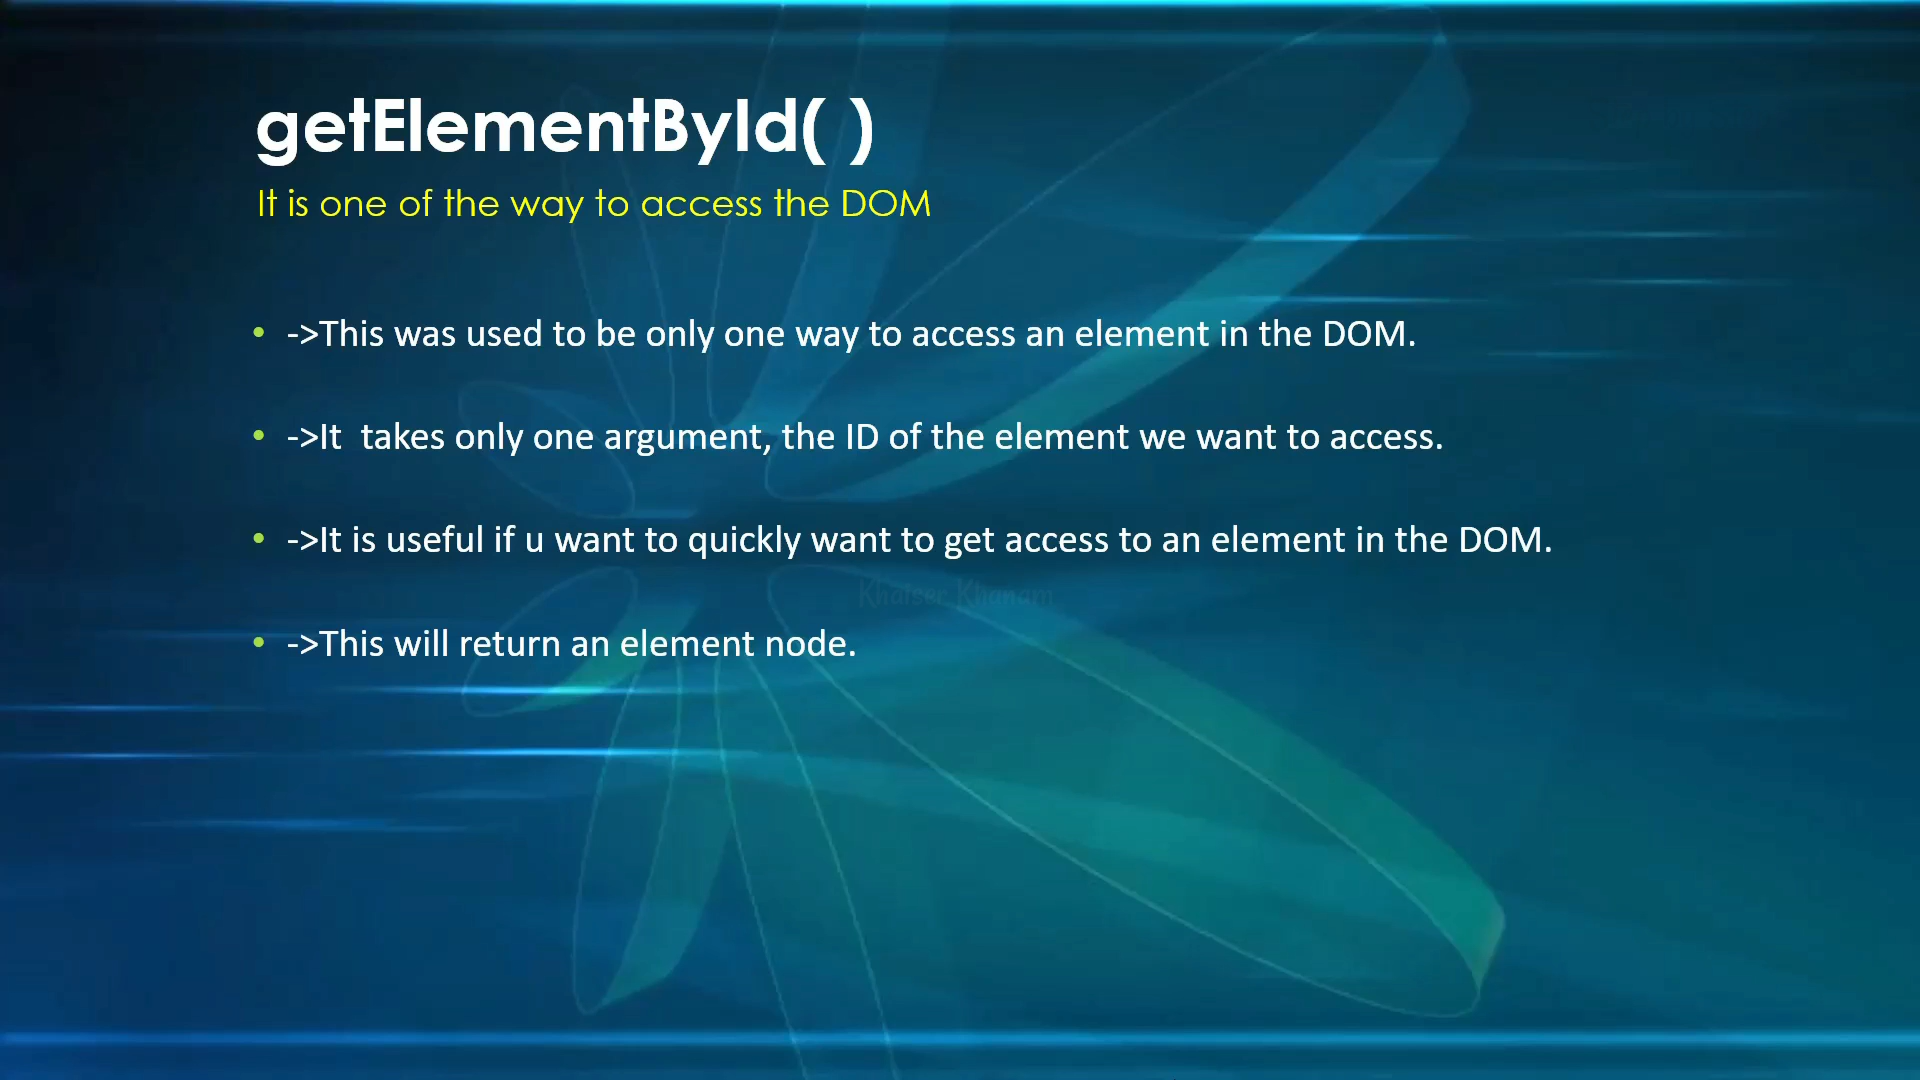 getElementById( )
It is one of the way to access the DOM
• ->This was used to be only one way to access an element in the DOM.
• ->It  takes only one argument, the ID of the element we want to access.
• ->It is useful if u want to quickly want to get access to an element in the DOM.
Khaiser Khanam
• ->This will return an element node.